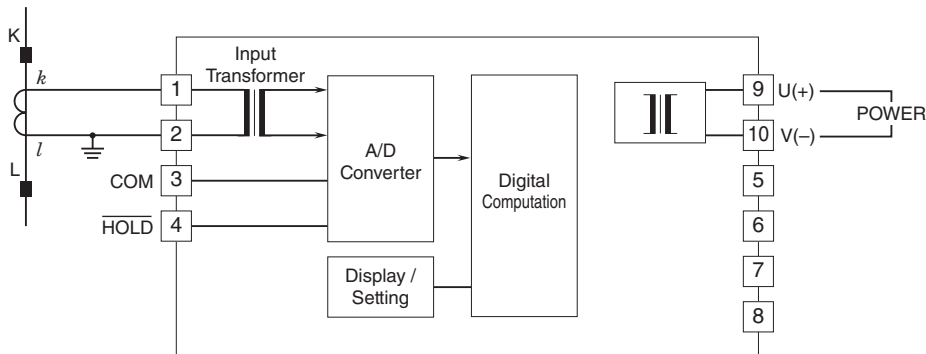 K
k
l
L
Input
Transformer
1
2
COM 3
HOLD 4
A/D
Converter
Display /
Setting
Digital
Computation
9 U(+)
10 V(–)
POWER
5
6
7
8